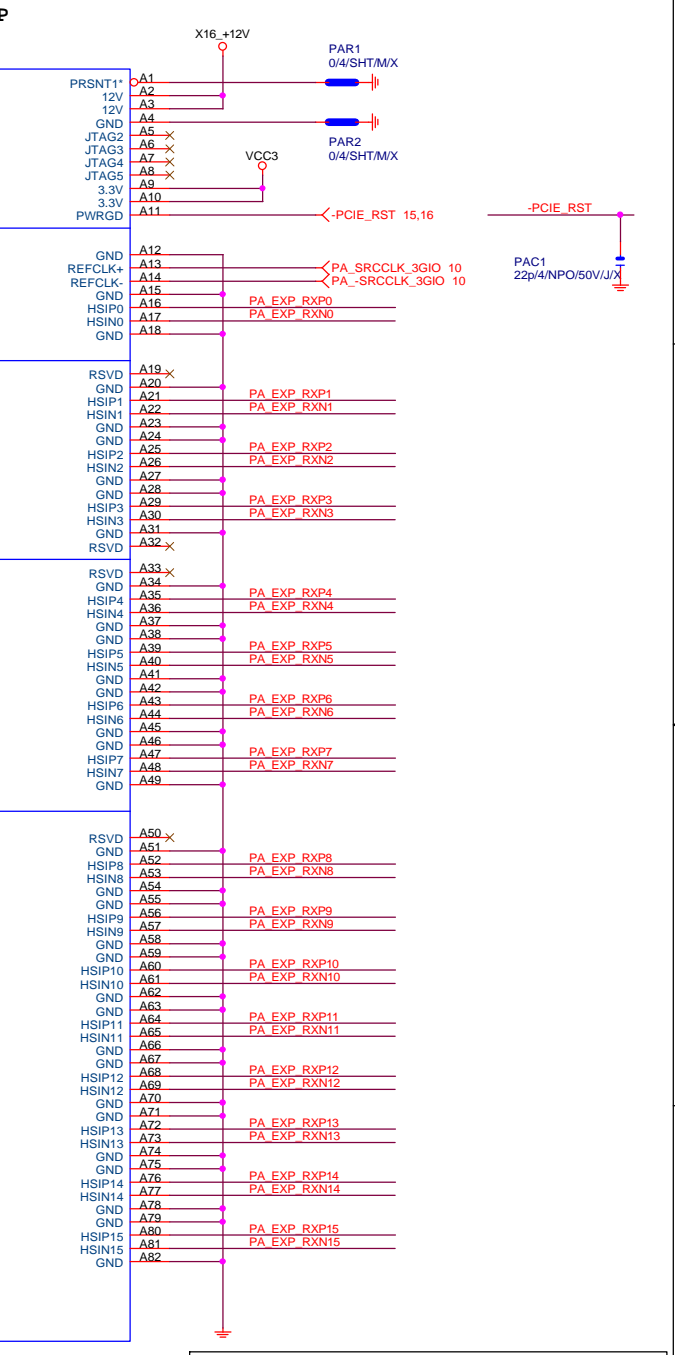 P
X16_+12V
PAR1
0/4/SHT/M/X
PRSNT1* A1
12V A2
12V A3
GND A4
PAR2
0/4/SHT/M/X
JTAG2 A5
JTAG3 A6
JTAG4 A7
JTAG5 A8
VCC3
3.3V A9
3.3V A10
PWRGD A11 -PCIE_RST 15,16
-PCIE_RST
PAC1
22p/4/NPO/50V/J/X
GND A12
REFCLK+ A13 PA_SRCCLK_3GIO 10
REFCLK- A14 PA_-SRCCLK_3GIO 10
GND A15
HSIP0 A16 PA_EXP_RXP0
HSIN0 A17 PA_EXP_RXN0
GND A18
RSVD A19
GND A20
HSIP1 A21 PA_EXP_RXP1
HSIN1 A22 PA_EXP_RXN1
GND A23
GND A24
HSIP2 A25 PA_EXP_RXP2
HSIN2 A26 PA_EXP_RXN2
GND A27
GND A28
HSIP3 A29 PA_EXP_RXP3
HSIN3 A30 PA_EXP_RXN3
GND A31
RSVD A32
RSVD A33
GND A34
HSIP4 A35 PA_EXP_RXP4
HSIN4 A36 PA_EXP_RXN4
GND A37
GND A38
HSIP5 A39 PA_EXP_RXP5
HSIN5 A40 PA_EXP_RXN5
GND A41
GND A42
HSIP6 A43 PA_EXP_RXP6
HSIN6 A44 PA_EXP_RXN6
GND A45
GND A46
HSIP7 A47 PA_EXP_RXP7
HSIN7 A48 PA_EXP_RXN7
GND A49
RSVD A50
GND A51
HSIP8 A52 PA_EXP_RXP8
HSIN8 A53 PA_EXP_RXN8
GND A54
GND A55
HSIP9 A56 PA_EXP_RXP9
HSIN9 A57 PA_EXP_RXN9
GND A58
GND A59
HSIP10 A60 PA_EXP_RXP10
HSIN10 A61 PA_EXP_RXN10
GND A62
GND A63
HSIP11 A64 PA_EXP_RXP11
HSIN11 A65 PA_EXP_RXN11
GND A66
GND A67
HSIP12 A68 PA_EXP_RXP12
HSIN12 A69 PA_EXP_RXN12
GND A70
GND A71
HSIP13 A72 PA_EXP_RXP13
HSIN13 A73 PA_EXP_RXN13
GND A74
GND A75
HSIP14 A76 PA_EXP_RXP14
HSIN14 A77 PA_EXP_RXN14
GND A78
GND A79
HSIP15 A80 PA_EXP_RXP15
HSIN15 A81 PA_EXP_RXN15
GND A82